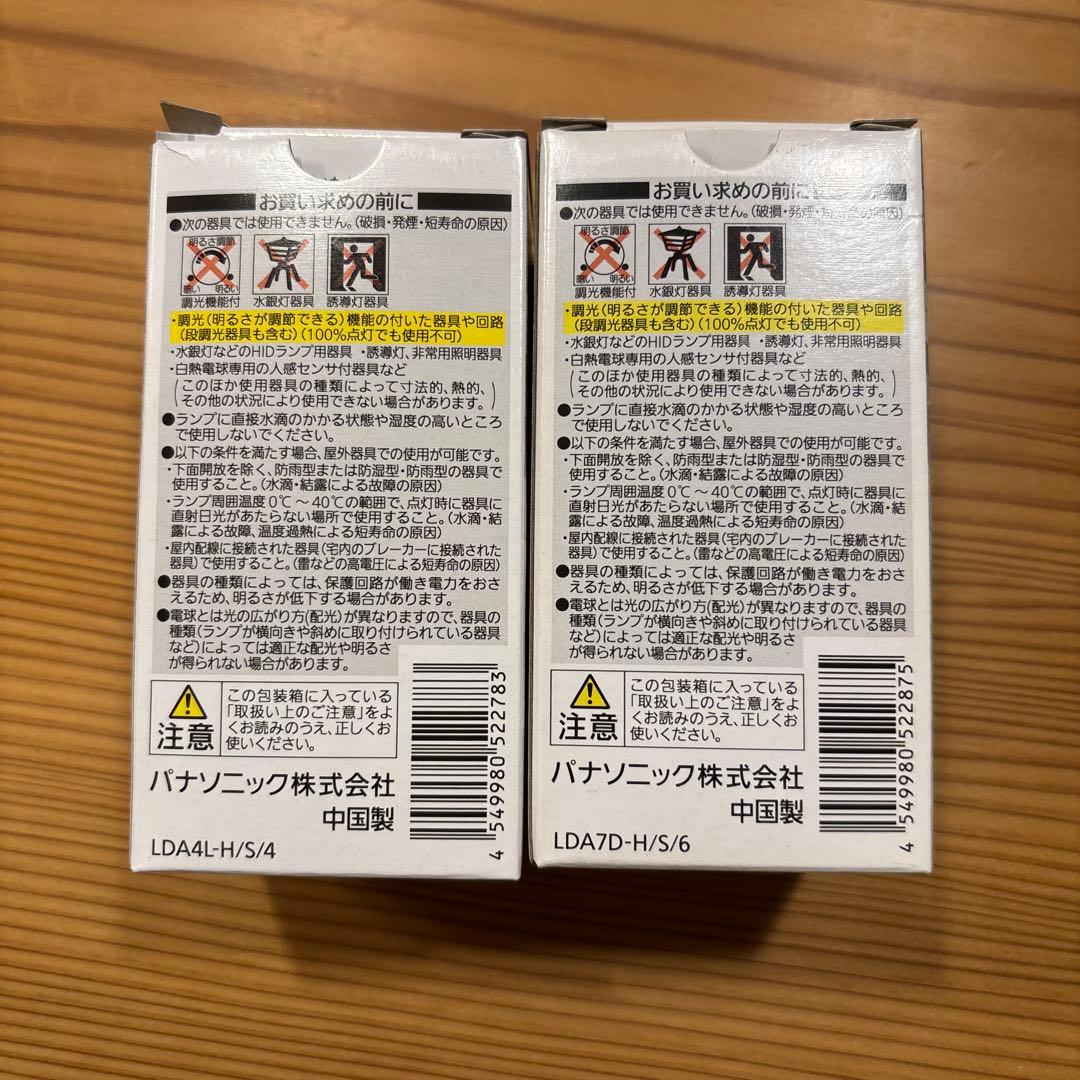 お買い求めの前に
●次の器具では使用できません。(破損・発煙・短寿命の原因)
明るさ調節
暗い 明るい
調光機能付 水銀灯器具 誘導灯器具
・調光(明るさが調節できる)機能の付いた器具や回路
(段調光器具も含む)(100%点灯でも使用不可)
・水銀灯などのHIDランプ用器具 ・誘導灯、非常用照明器具
・白熱電球専用の人感センサ付器具など
(このほか使用器具の種類によって寸法的、熱的、
その他の状況により使用できない場合があります。)
●ランプに直接水滴のかかる状態や湿度の高いところ
で使用しないでください。
●以下の条件を満たす場合、屋外器具での使用が可能です。
・下面開放を除く、防雨型または防湿型・防雨型の器具で
使用すること。(水滴・結露による故障の原因)
・ランプ周囲温度0℃～40℃の範囲で、点灯時に器具に
直射日光があたらない場所で使用すること。(水滴・結
露による故障、温度過熱による短寿命の原因)
・屋内配線に接続された器具(宅内のブレーカーに接続された
器具)で使用すること。(雷などの高電圧による短寿命の原因)
●器具の種類によっては、保護回路が働き電力をおさ
えるため、明るさが低下する場合があります。
●電球とは光の広がり方(配光)が異なりますので、器具の
種類(ランプが横向きや斜めに取り付けられている器具
など)によっては適正な配光や明るさ
が得られない場合があります。
注意
この包装箱に入っている
「取扱い上のご注意」をよ
くお読みのうえ、正しくお
使いください。
パナソニック株式会社
中国製
LDA4L-H/S/4
4 549980 522783
お買い求めの前に
●次の器具では使用できません。(破損・発煙・短寿命の原因)
明るさ調節
暗い 明るい
調光機能付 水銀灯器具 誘導灯器具
・調光(明るさが調節できる)機能の付いた器具や回路
(段調光器具も含む)(100%点灯でも使用不可)
・水銀灯などのHIDランプ用器具 ・誘導灯、非常用照明器具
・白熱電球専用の人感センサ付器具など
(このほか使用器具の種類によって寸法的、熱的、
その他の状況により使用できない場合があります。)
●ランプに直接水滴のかかる状態や湿度の高いところ
で使用しないでください。
●以下の条件を満たす場合、屋外器具での使用が可能です。
・下面開放を除く、防雨型または防湿型・防雨型の器具で
使用すること。(水滴・結露による故障の原因)
・ランプ周囲温度0℃～40℃の範囲で、点灯時に器具に
直射日光があたらない場所で使用すること。(水滴・結
露による故障、温度過熱による短寿命の原因)
・屋内配線に接続された器具(宅内のブレーカーに接続された
器具)で使用すること。(雷などの高電圧による短寿命の原因)
●器具の種類によっては、保護回路が働き電力をおさ
えるため、明るさが低下する場合があります。
●電球とは光の広がり方(配光)が異なりますので、器具の
種類(ランプが横向きや斜めに取り付けられている器具
など)によっては適正な配光や明るさ
が得られない場合があります。
注意
この包装箱に入っている
「取扱い上のご注意」をよ
くお読みのうえ、正しくお
使いください。
パナソニック株式会社
中国製
LDA7D-H/S/6
4 549980 522875